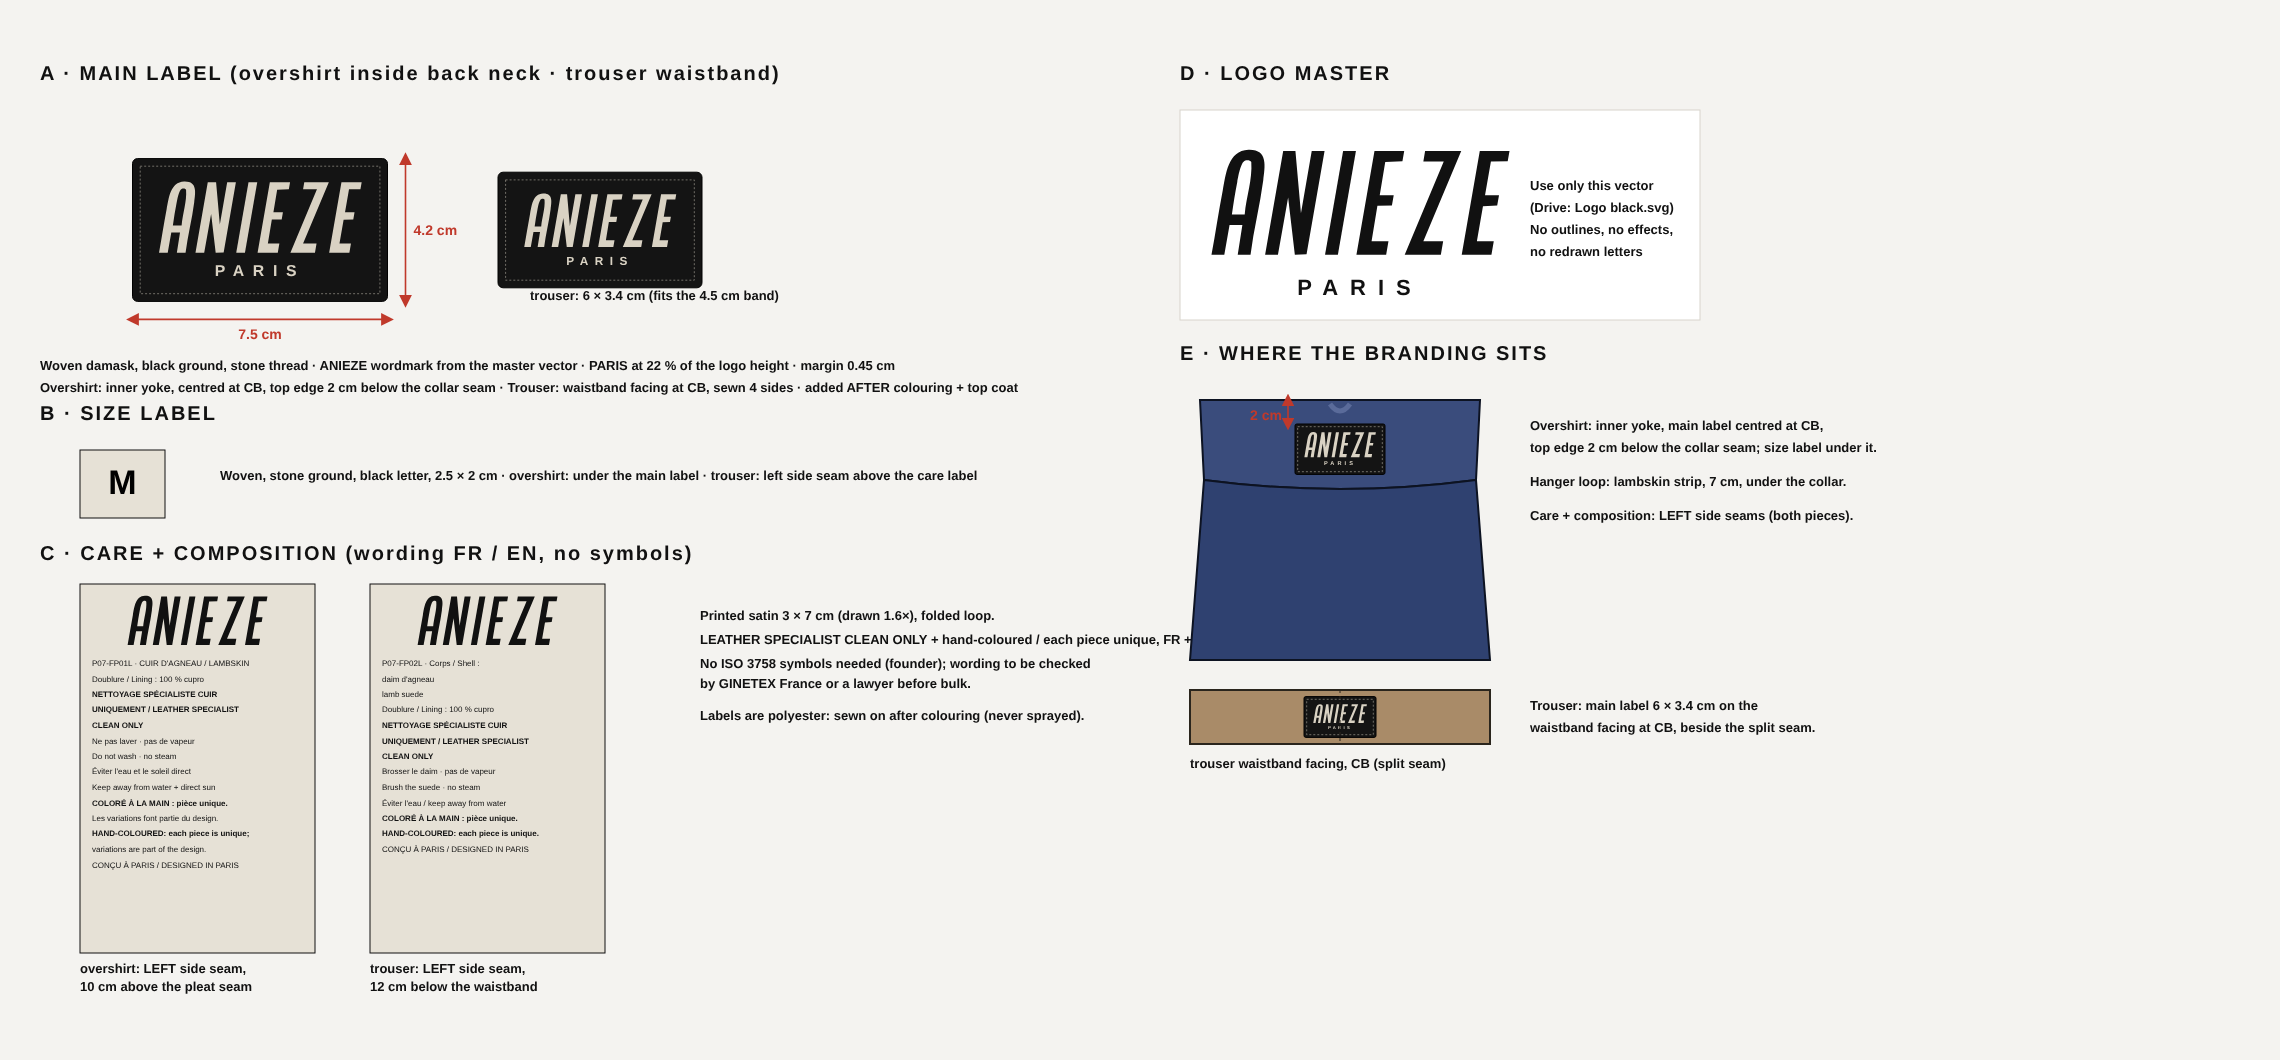 A · MAIN LABEL (overshirt inside back neck · trouser waistband)
ANIEZE
PARIS
4.2 cm
7.5 cm
ANIEZE
PARIS
trouser: 6 × 3.4 cm (fits the 4.5 cm band)
Woven damask, black ground, stone thread · ANIEZE wordmark from the master vector · PARIS at 22 % of the logo height · margin 0.45 cm
Overshirt: inner yoke, centred at CB, top edge 2 cm below the collar seam · Trouser: waistband facing at CB, sewn 4 sides · added AFTER colouring + top coat
B · SIZE LABEL
M
Woven, stone ground, black letter, 2.5 × 2 cm · overshirt: under the main label · trouser: left side seam above the care label
C · CARE + COMPOSITION (wording FR / EN, no symbols)
ANIEZE
P07-FP01L · CUIR D'AGNEAU / LAMBSKIN
Doublure / Lining : 100 % cupro
NETTOYAGE SPÉCIALISTE CUIR
UNIQUEMENT / LEATHER SPECIALIST
CLEAN ONLY
Ne pas laver · pas de vapeur
Do not wash · no steam
Éviter l'eau et le soleil direct
Keep away from water + direct sun
COLORÉ À LA MAIN : pièce unique.
Les variations font partie du design.
HAND-COLOURED: each piece is unique;
variations are part of the design.
CONÇU À PARIS / DESIGNED IN PARIS
overshirt: LEFT side seam,
10 cm above the pleat seam
ANIEZE
P07-FP02L · Corps / Shell :
daim d'agneau
lamb suede
Doublure / Lining : 100 % cupro
NETTOYAGE SPÉCIALISTE CUIR
UNIQUEMENT / LEATHER SPECIALIST
CLEAN ONLY
Brosser le daim · pas de vapeur
Brush the suede · no steam
Éviter l'eau / keep away from water
COLORÉ À LA MAIN : pièce unique.
HAND-COLOURED: each piece is unique.
CONÇU À PARIS / DESIGNED IN PARIS
trouser: LEFT side seam,
12 cm below the waistband
Printed satin 3 × 7 cm (drawn 1.6×), folded loop.
LEATHER SPECIALIST CLEAN ONLY + hand-coloured / each piece unique, FR +
No ISO 3758 symbols needed (founder); wording to be checked
by GINETEX France or a lawyer before bulk.
Labels are polyester: sewn on after colouring (never sprayed).
D · LOGO MASTER
ANIEZE
PARIS
Use only this vector
(Drive: Logo black.svg)
No outlines, no effects,
no redrawn letters
E · WHERE THE BRANDING SITS
2 cm
ANIEZE
PARIS
Overshirt: inner yoke, main label centred at CB,
top edge 2 cm below the collar seam; size label under it.
Hanger loop: lambskin strip, 7 cm, under the collar.
Care + composition: LEFT side seams (both pieces).
ANIEZE
PARIS
Trouser: main label 6 × 3.4 cm on the
waistband facing at CB, beside the split seam.
trouser waistband facing, CB (split seam)